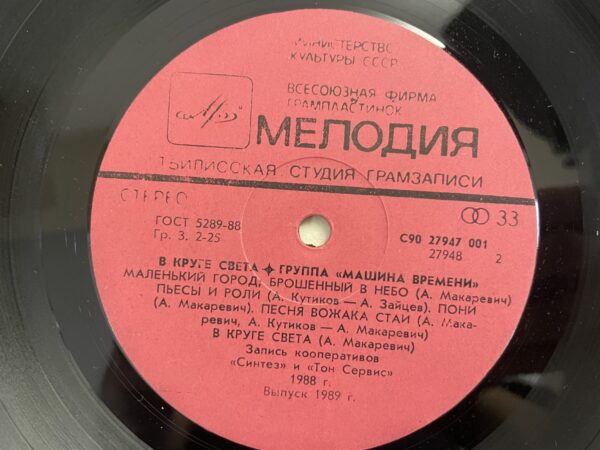 МИНИСТЕРСТВО
КУЛЬТУРЫ СССР
ВСЕСОЮЗНАЯ ФИРМА
ГРАМПЛАСТИНОК
МЕЛОДИЯ
ТБИЛИССКАЯ СТУДИЯ ГРАМЗАПИСИ
СТЕРЕО
33
ГОСТ 5289-88
Гр. 3. 2-25
С90 27947 001
27948 2
В КРУГЕ СВЕТА ✦ ГРУППА «МАШИНА ВРЕМЕНИ»
МАЛЕНЬКИЙ ГОРОД, БРОШЕННЫЙ В НЕБО (А. Макаревич)
ПЬЕСЫ И РОЛИ (А. Кутиков — А. Зайцев). ПОНИ
(А. Макаревич). ПЕСНЯ ВОЖАКА СТАИ (А. Мака-
ревич, А. Кутиков — А. Макаревич)
В КРУГЕ СВЕТА (А. Макаревич)
Запись кооперативов
«Синтез» и «Тон Сервис»
1988 г.
Выпуск 1989 г.